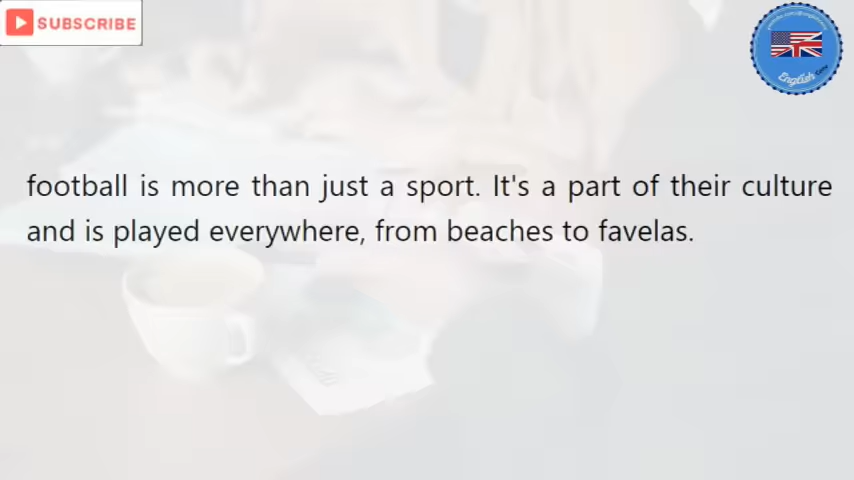 SUBSCRIBE
English
football is more than just a sport. It's a part of their culture
and is played everywhere, from beaches to favelas.